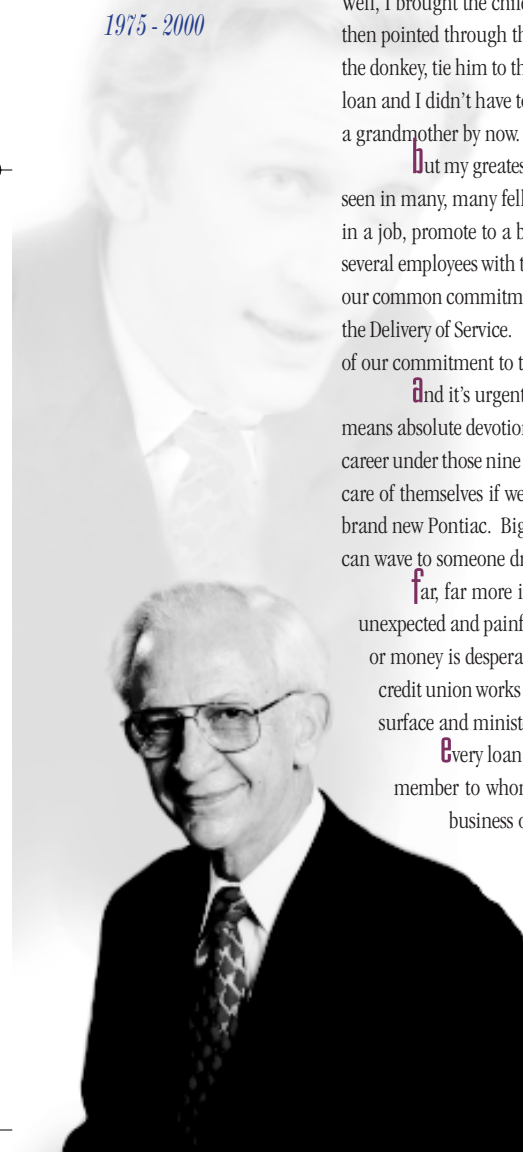 1975 - 2000
well, I brought the chil
then pointed through th
the donkey, tie him to th
loan and I didn't have to
a grandmother by now.
but my greates
seen in many, many fell
in a job, promote to a b
several employees with t
our common commitm
the Delivery of Service.
of our commitment to t
and it's urgent
means absolute devotion
career under those nine
care of themselves if we
brand new Pontiac.  Big
can wave to someone dr
far, far more i
unexpected and painf
or money is despera
credit union works
surface and minist
every loan
member to whom
business o